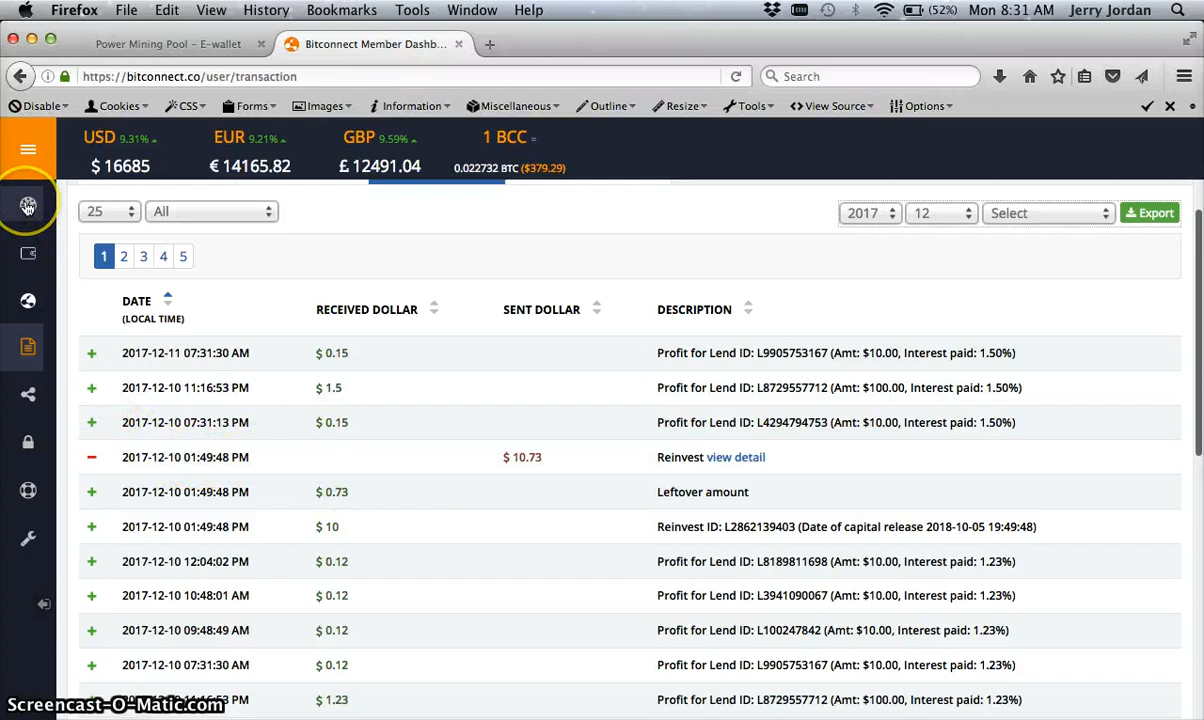 Firefox File Edit View History Bookmarks Tools Window Help (52%) Mon 8:31 AM Jerry Jordan
Power Mining Pool - E-wallet Bitconnect Member Dashb...
https://bitconnect.co/user/transaction Search
Disable Cookies CSS Forms Images Information Miscellaneous Outline Resize Tools View Source Options
USD 9.31% EUR 9.21% GBP 9.59% 1 BCC =
$ 16685 € 14165.82 £ 12491.04 0.022732 BTC ($379.29)
25 All 2017 12 Select Export
1 2 3 4 5
DATE RECEIVED DOLLAR SENT DOLLAR DESCRIPTION
(LOCAL TIME)
2017-12-11 07:31:30 AM $ 0.15 Profit for Lend ID: L9905753167 (Amt: $10.00, Interest paid: 1.50%)
2017-12-10 11:16:53 PM $ 1.5 Profit for Lend ID: L8729557712 (Amt: $100.00, Interest paid: 1.50%)
2017-12-10 07:31:13 PM $ 0.15 Profit for Lend ID: L4294794753 (Amt: $10.00, Interest paid: 1.50%)
2017-12-10 01:49:48 PM $ 10.73 Reinvest view detail
2017-12-10 01:49:48 PM $ 0.73 Leftover amount
2017-12-10 01:49:48 PM $ 10 Reinvest ID: L2862139403 (Date of capital release 2018-10-05 19:49:48)
2017-12-10 12:04:02 PM $ 0.12 Profit for Lend ID: L8189811698 (Amt: $10.00, Interest paid: 1.23%)
2017-12-10 10:48:01 AM $ 0.12 Profit for Lend ID: L3941090067 (Amt: $10.00, Interest paid: 1.23%)
2017-12-10 09:48:49 AM $ 0.12 Profit for Lend ID: L100247842 (Amt: $10.00, Interest paid: 1.23%)
2017-12-10 07:31:30 AM $ 0.12 Profit for Lend ID: L9905753167 (Amt: $10.00, Interest paid: 1.23%)
11:16:53 PM $ 1.23 Profit for Lend ID: L8729557712 (Amt: $100.00, Interest paid: 1.23%)
Screencast-O-Matic.com